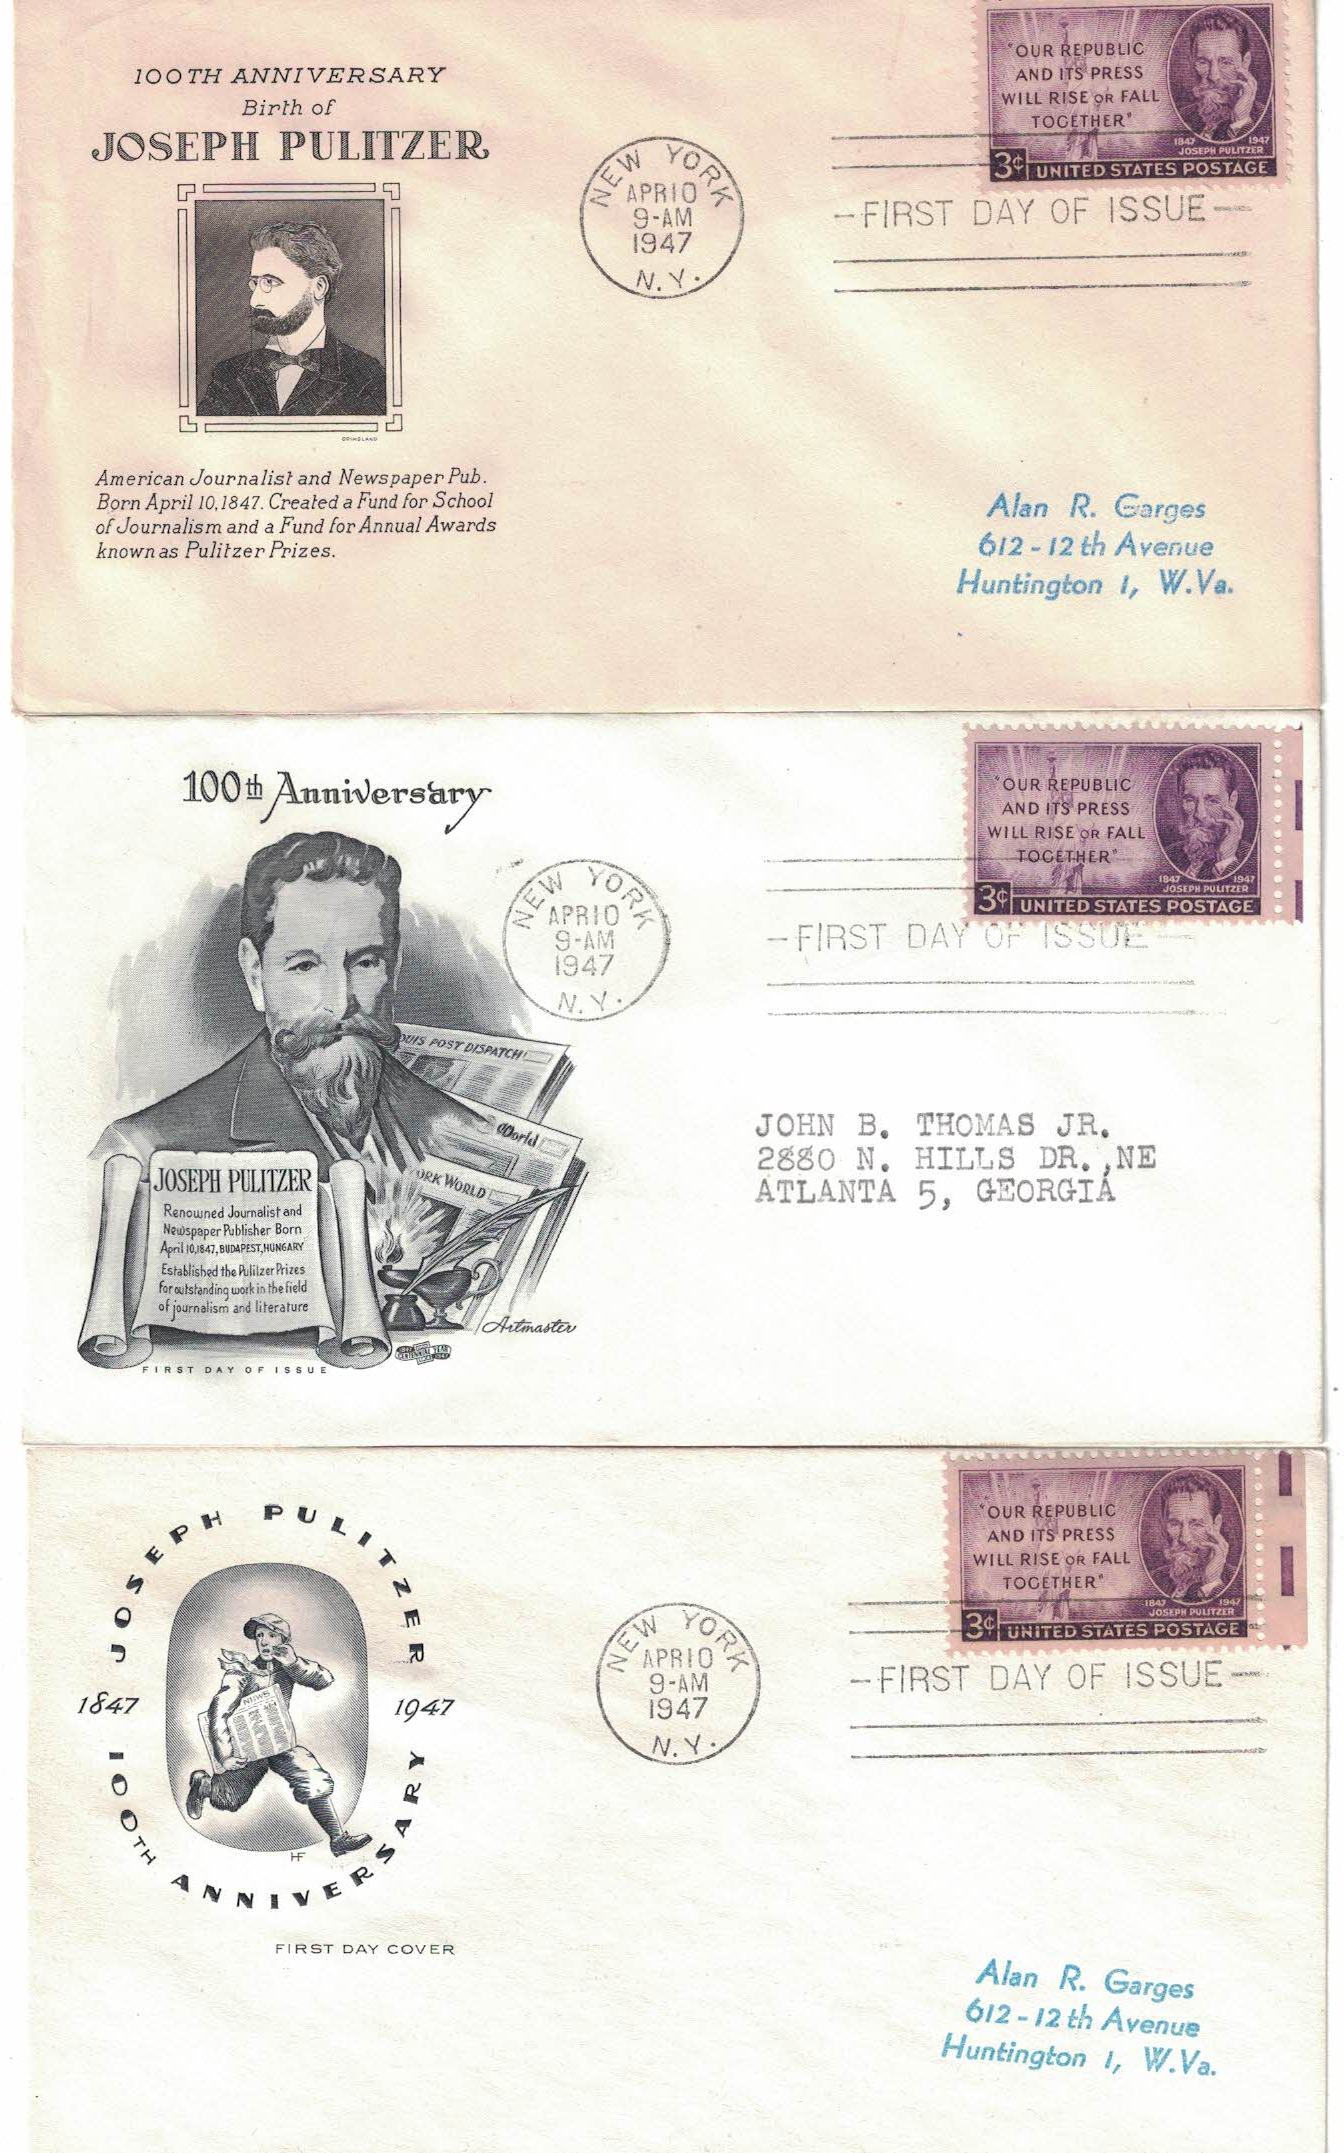 100TH ANNIVERSARY
Birth of
JOSEPH PULITZER
GRIMSLAND
American Journalist and Newspaper Pub.
Born April 10, 1847. Created a Fund for School
of Journalism and a Fund for Annual Awards
known as Pulitzer Prizes.
NEW YORK
APR 10
9-AM
1947
N.Y.
"OUR REPUBLIC
AND ITS PRESS
WILL RISE OR FALL
TOGETHER"
1847 1947
JOSEPH PULITZER
3¢ UNITED STATES POSTAGE
FIRST DAY OF ISSUE
Alan R. Garges
612-12th Avenue
Huntington 1, W.Va.
100th Anniversary
OUIS POST DISPATCH
World
ORK WORLD
JOSEPH PULITZER
Renowned Journalist and
Newspaper Publisher Born
April 10, 1847, BUDAPEST, HUNGARY
Established the Pulitzer Prizes
for outstanding work in the field
of journalism and literature
Artmaster
FIRST DAY OF ISSUE
NEW YORK
APR 10
9-AM
1947
N.Y.
"OUR REPUBLIC
AND ITS PRESS
WILL RISE OR FALL
TOGETHER"
1847 1947
JOSEPH PULITZER
3¢ UNITED STATES POSTAGE
FIRST DAY OF ISSUE
JOHN B. THOMAS JR.
2880 N. HILLS DR.,NE
ATLANTA 5, GEORGIA
JOSEPH PULITZER
1847 1947
NEWS
HF
100TH ANNIVERSARY
FIRST DAY COVER
NEW YORK
APR 10
9-AM
1947
N.Y.
"OUR REPUBLIC
AND ITS PRESS
WILL RISE OR FALL
TOGETHER"
1847 1947
JOSEPH PULITZER
3¢ UNITED STATES POSTAGE
FIRST DAY OF ISSUE
Alan R. Garges
612-12th Avenue
Huntington 1, W.Va.